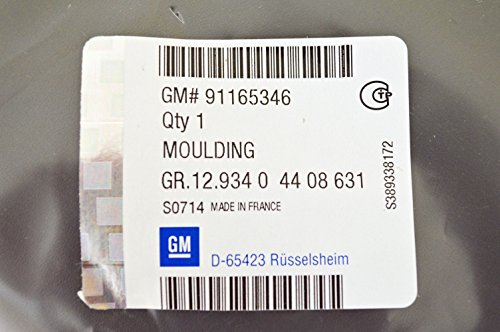 GM# 91165346
Qty 1
MOULDING
GR.12.934 0 44 08 631
S0714 MADE IN FRANCE
GM
D-65423 Rüsselsheim
S389338172